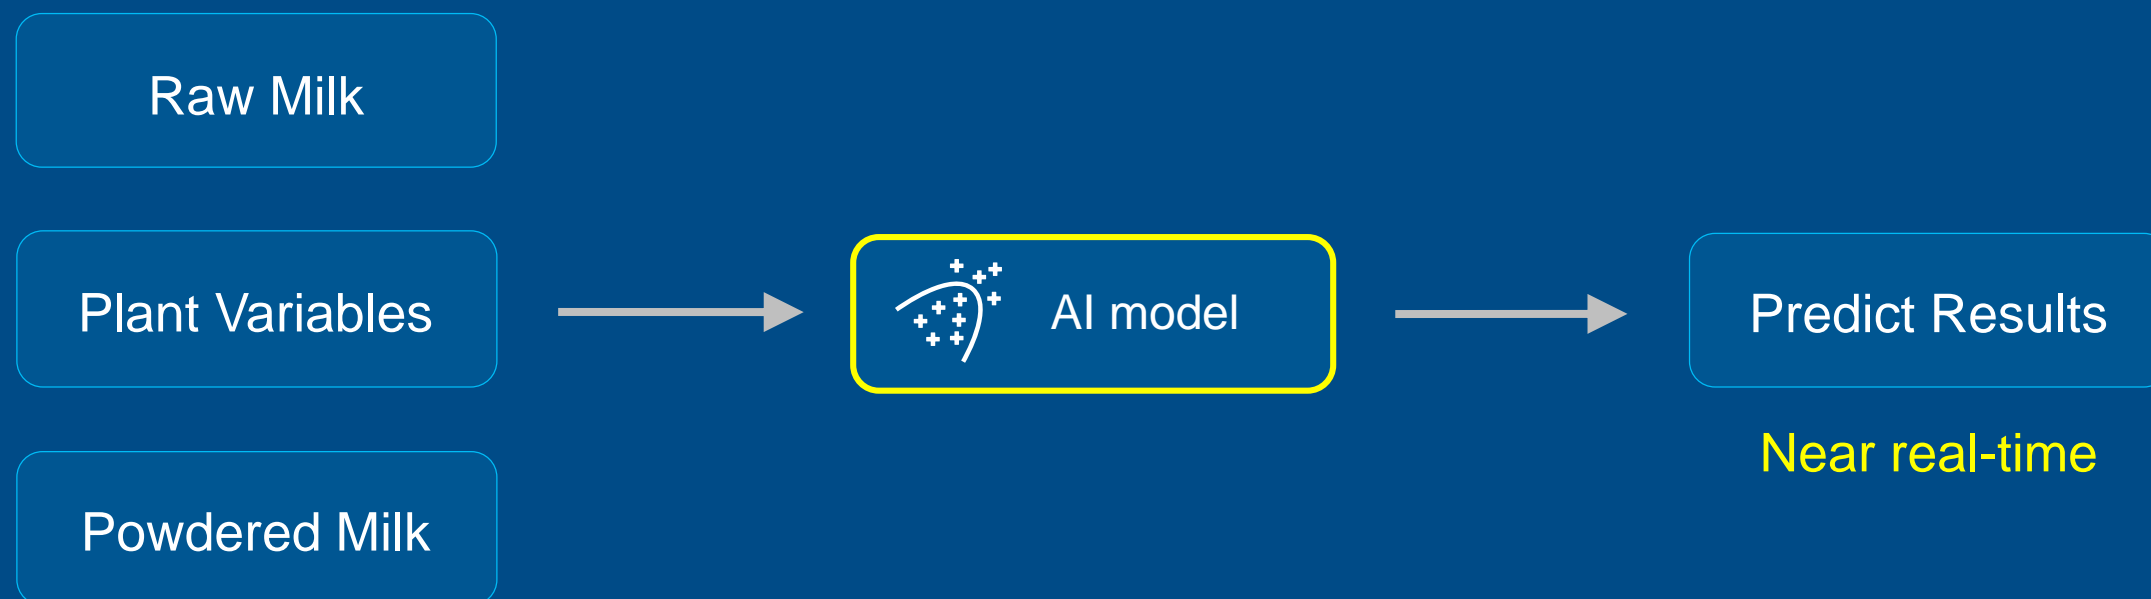 Raw Milk
Plant Variables
Powdered Milk
AI model
Predict Results
Near real-time